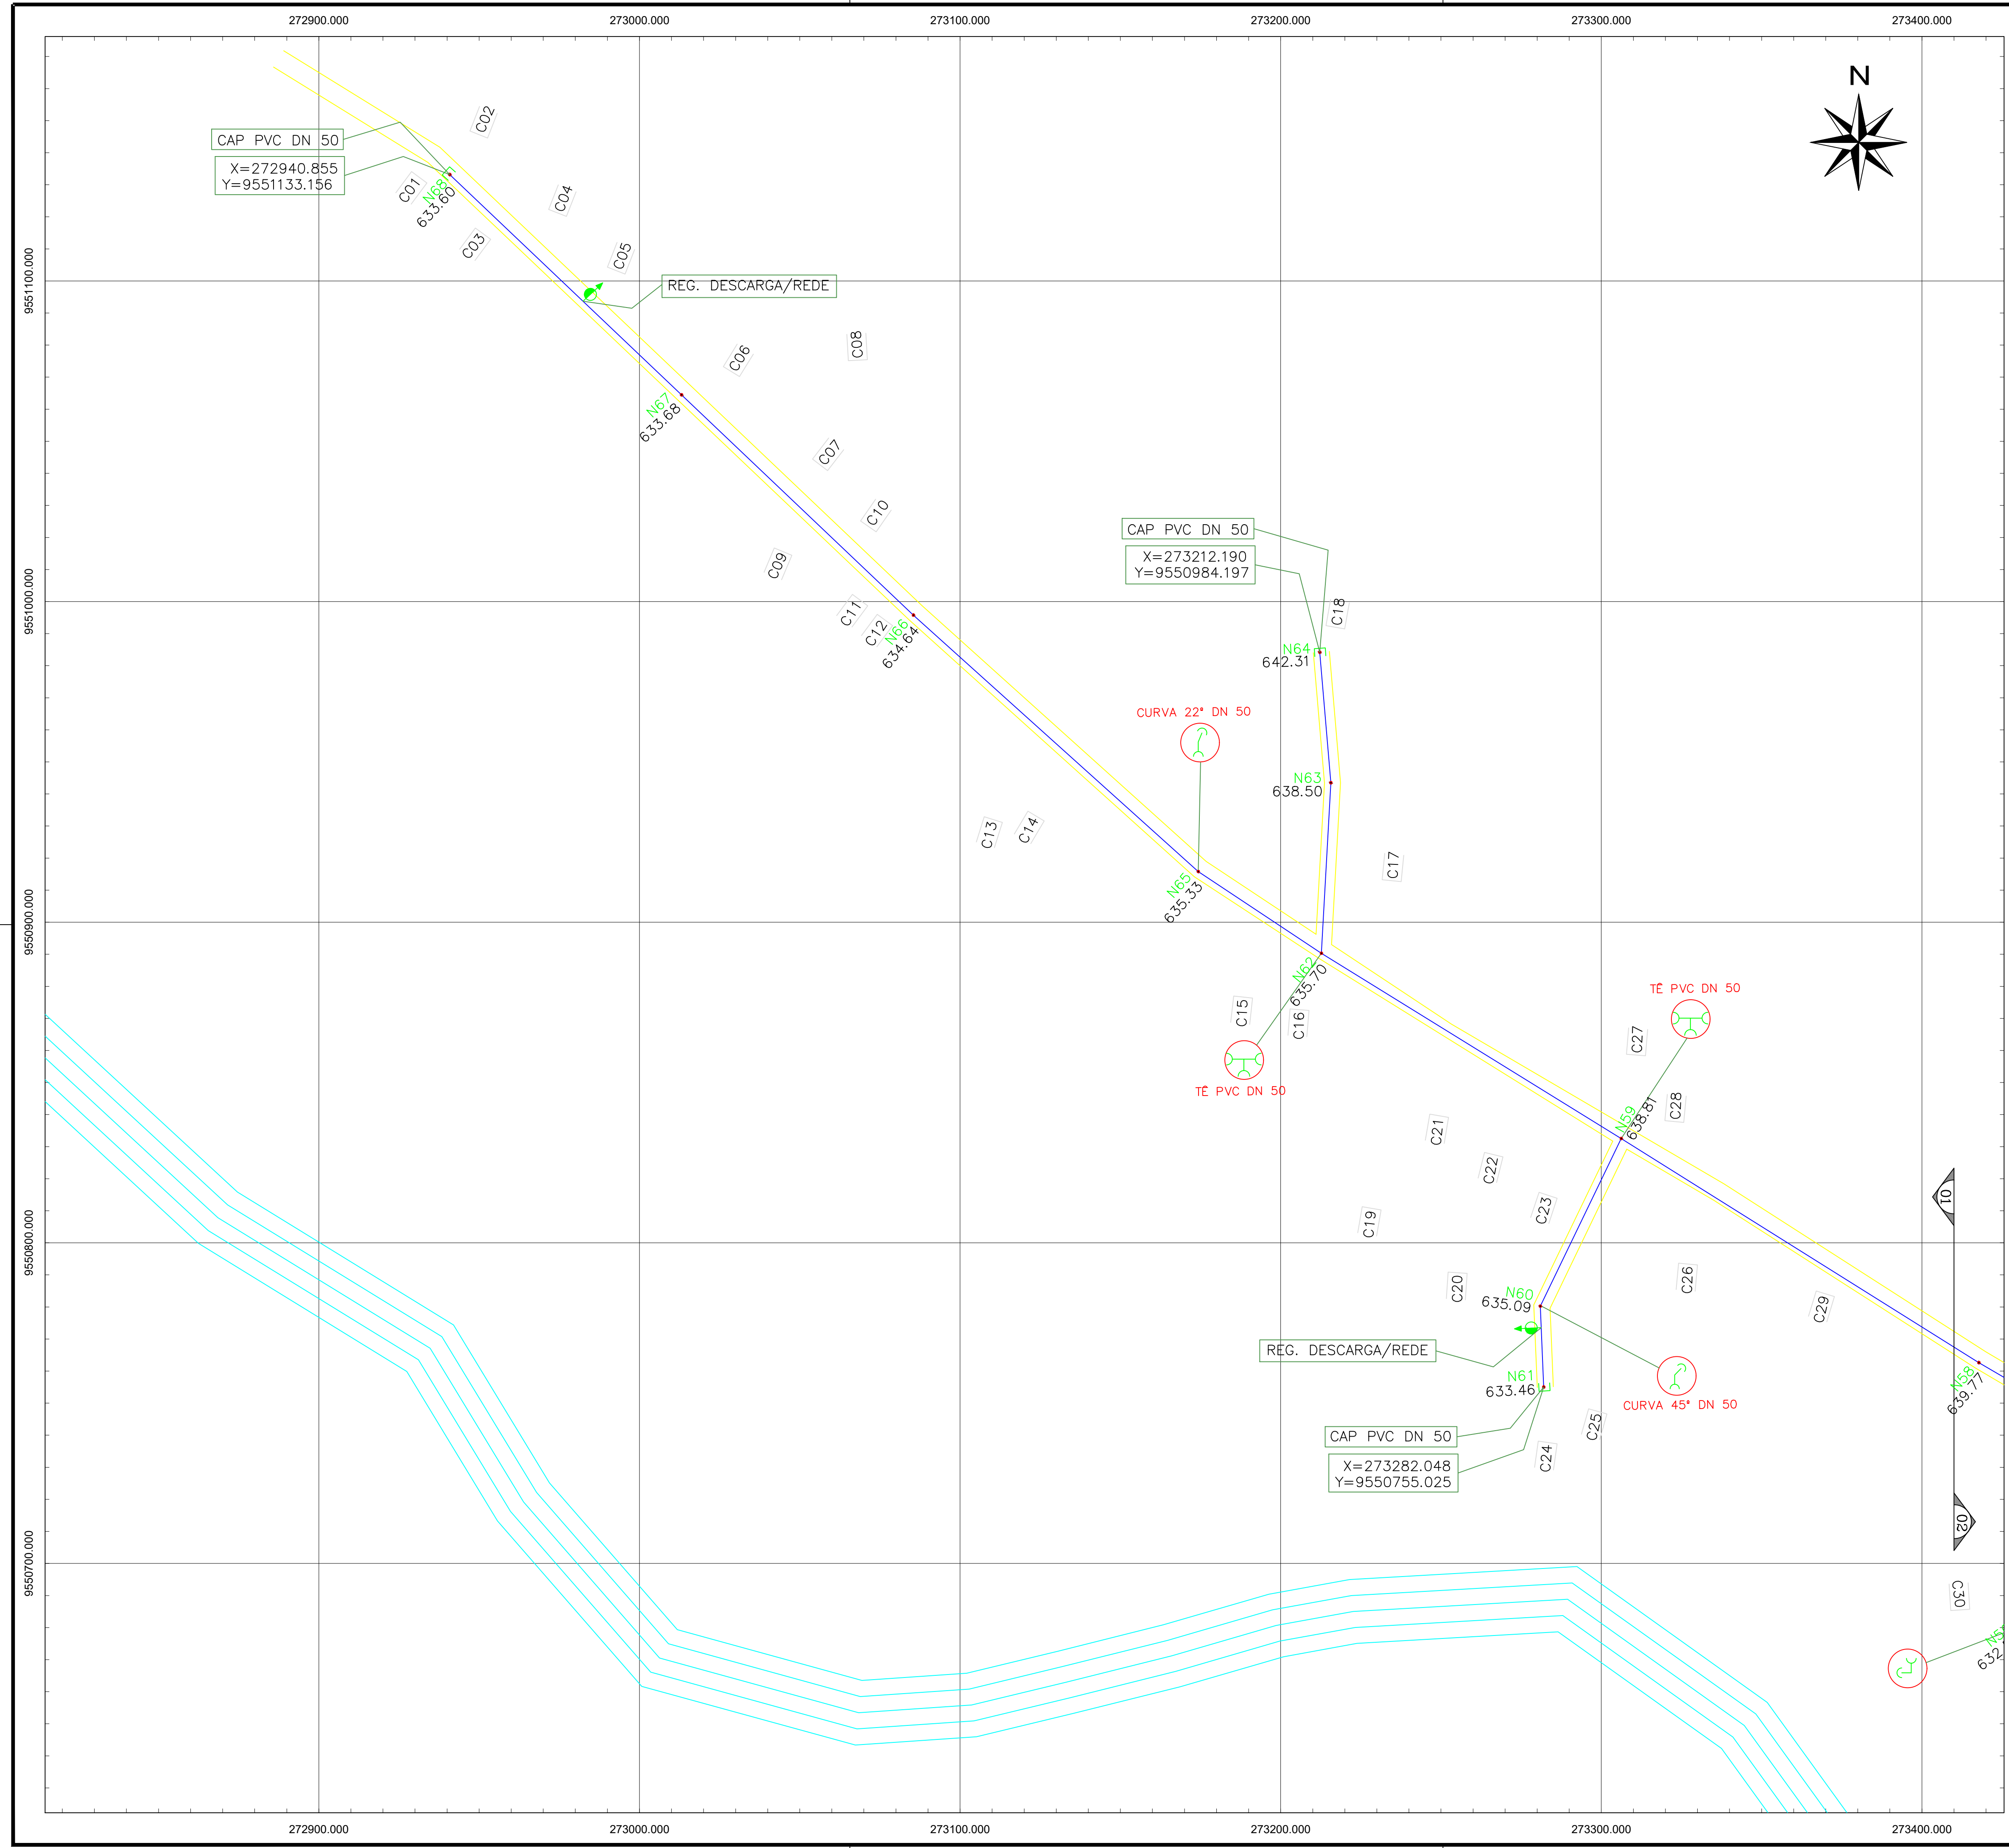 272900.000
273000.000
273100.000
273200.000
273300.000
273400.000
N
C02
CAP PVC DN 50
X=272940.855
Y=9551133.156
C01
N68
633.60
C04
C03
C05
9551100.000
REG. DESCARGA/REDE
C06
C08
N67
633.68
C07
C10
CAP PVC DN 50
X=273212.190
Y=9550984.197
C09
9551000.000
C11
C12
N66
634.64
C18
N64
642.31
CURVA 22° DN 50
N63
638.50
C13
C14
C17
N65
635.33
9550900.000
N62
635.70
C15
C16
TÊ PVC DN 50
TÊ PVC DN 50
C27
C28
N59
638.81
C21
C22
C23
C19
01
9550800.000
C20
C26
C29
N60
635.09
REG. DESCARGA/REDE
N61
633.46
CURVA 45° DN 50
N58
639.77
CAP PVC DN 50
X=273282.048
Y=9550755.025
C24
C25
02
9550700.000
C30
632
272900.000
273000.000
273100.000
273200.000
273300.000
273400.000